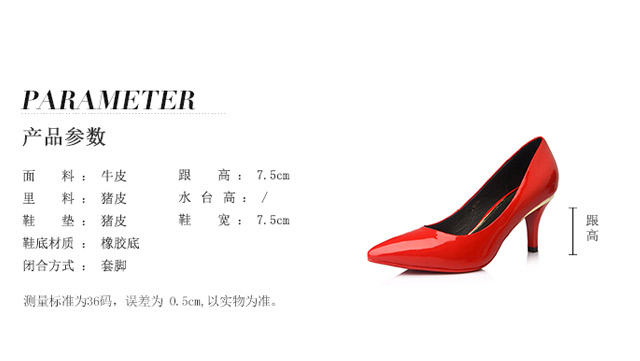 PARAMETER
产品参数
面 料 : 牛皮 跟 高 : 7.5cm
里 料 : 猪皮 水 台 高 : /
鞋 垫 : 猪皮 鞋 宽 : 7.5cm
鞋底材质 : 橡胶底
闭合方式 : 套脚
测量标准为36码，误差为 0.5cm,以实物为准。
跟
高